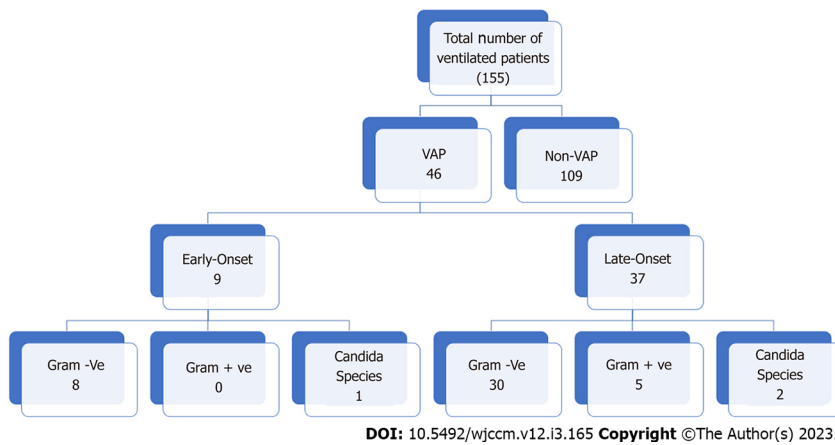 Total number of
ventilated patients
(155)
VAP
46
Non-VAP
109
Early-Onset
9
Late-Onset
37
Gram -Ve
8
Gram + ve
0
Candida
Species
1
Gram -Ve
30
Gram +ve
5
Candida
Species
2
DOI: 10.5492/wjccm.v12.i3.165 Copyright ©The Author(s) 2023.